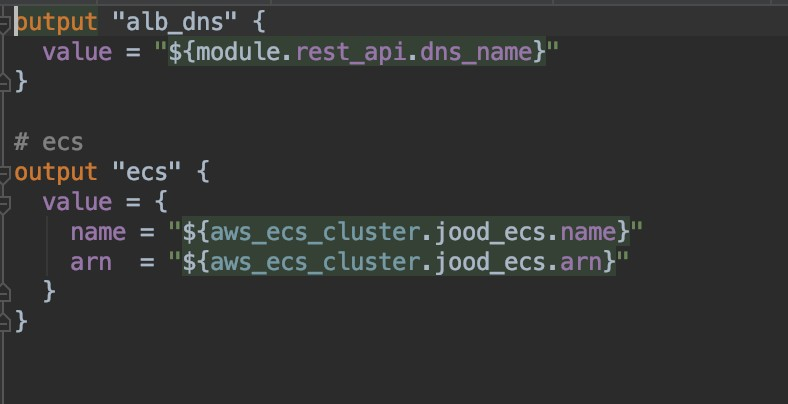 output "alb_dns" {
  value = "${module.rest_api.dns_name}"
}

# ecs
output "ecs" {
  value = {
    name = "${aws_ecs_cluster.jood_ecs.name}"
    arn  = "${aws_ecs_cluster.jood_ecs.arn}"
  }
}